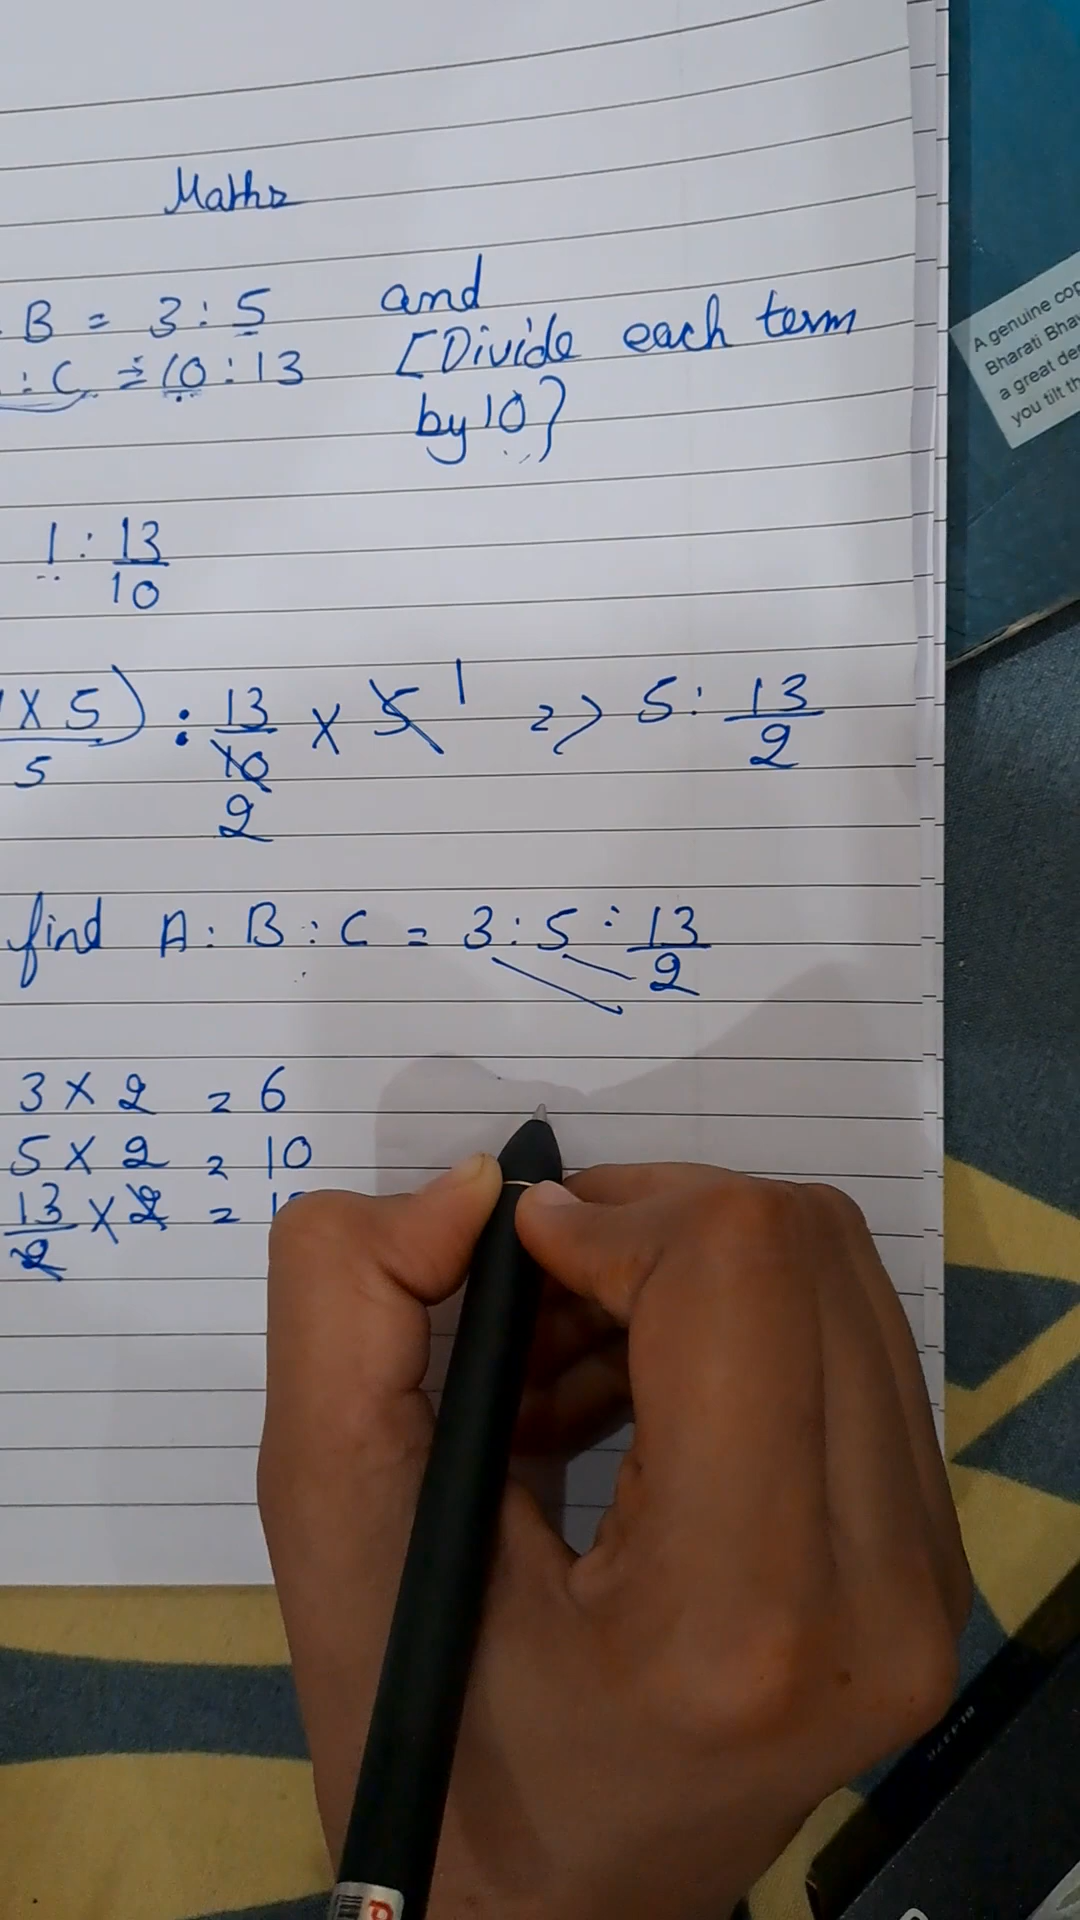 Maths
B = 3 : 5 and
: C = 10 : 13 [Divide each term
by 10}
1 : 13/10
× 5) : 13/10 × 5 1 => 5 : 13/2
5 2
find A : B : C = 3 : 5 : 13/2
3 × 2 = 6
5 × 2 = 10
13/2 × 2 =
A genuine cop
Bharati Bhav
a great de
you tilt th